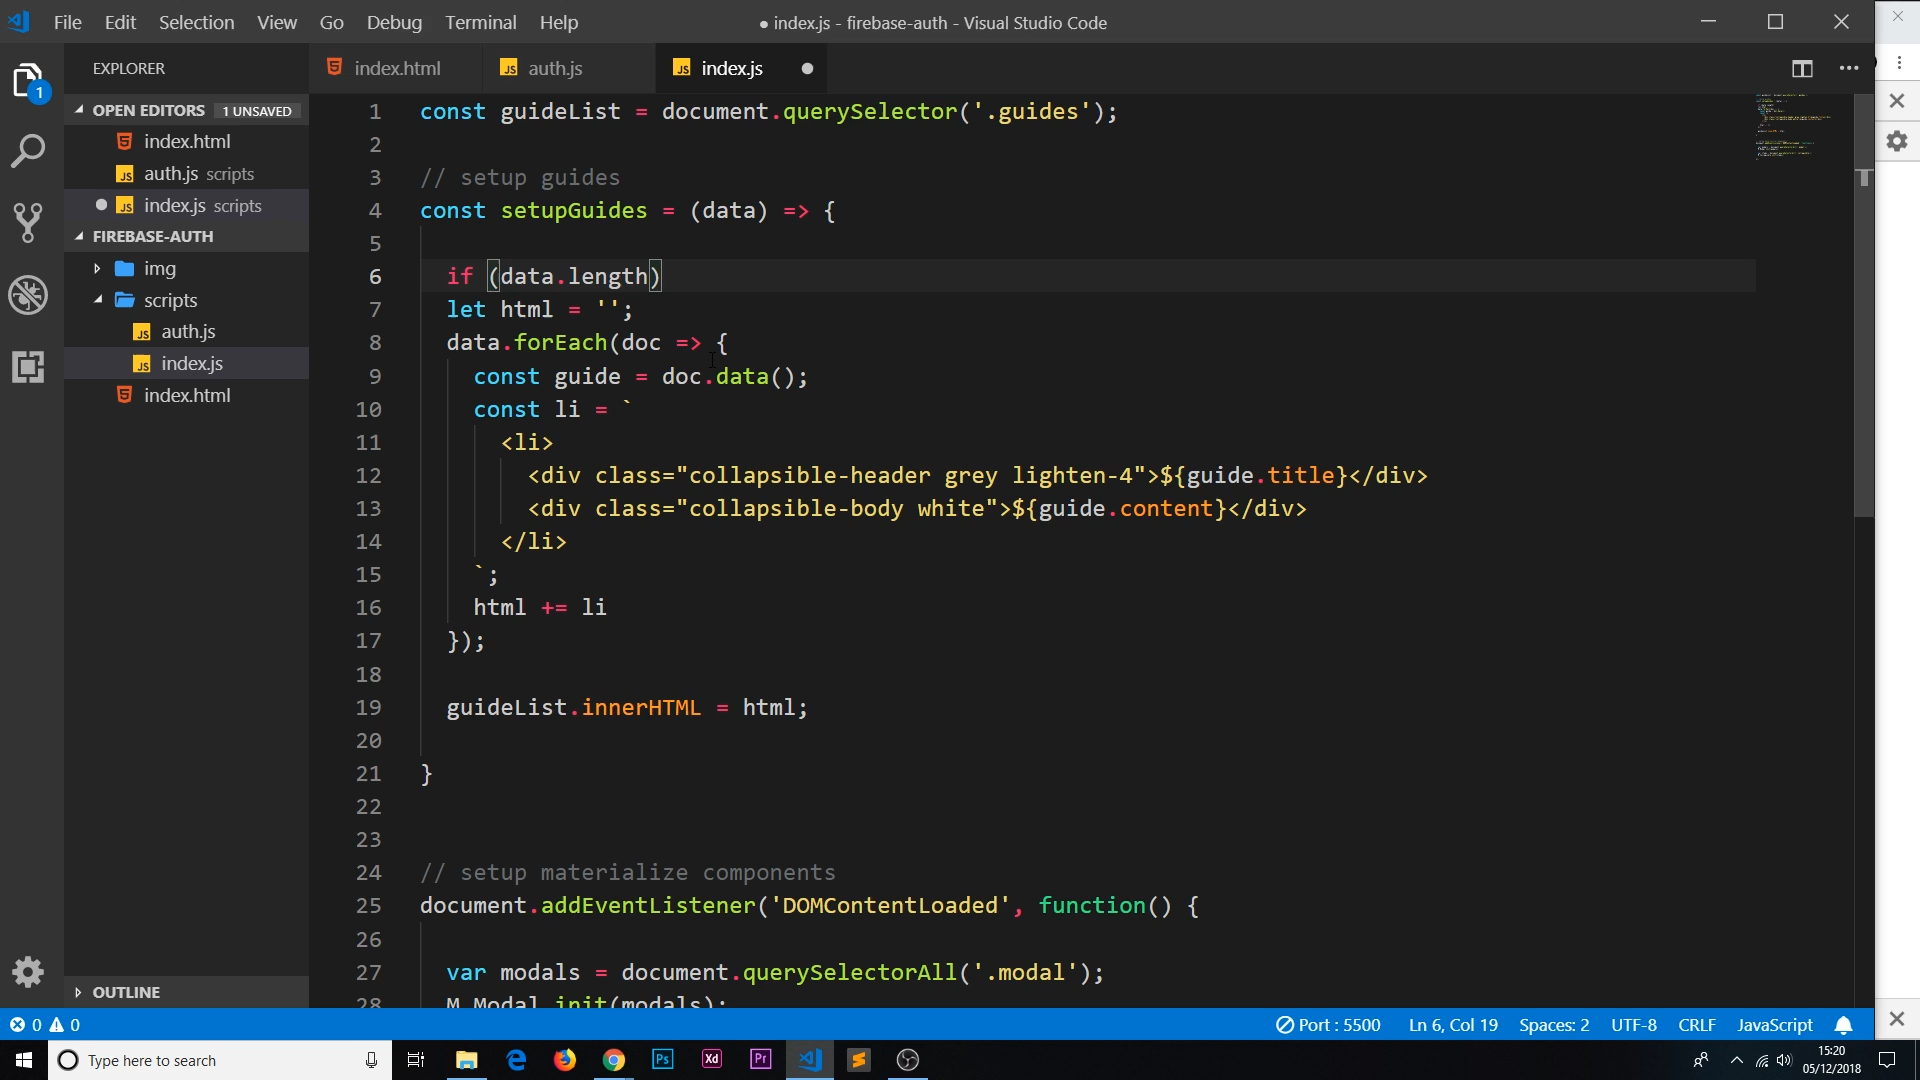 File Edit Selection View Go Debug Terminal Help
● index.js - firebase-auth - Visual Studio Code
EXPLORER
index.html
auth.js
index.js
OPEN EDITORS 1 UNSAVED
index.html
auth.js scripts
index.js scripts
FIREBASE-AUTH
img
scripts
auth.js
index.js
index.html
OUTLINE
1 const guideList = document.querySelector('.guides');
2
3 // setup guides
4 const setupGuides = (data) => {
5
6 if (data.length)
7 let html = '';
8 data.forEach(doc => {
9 const guide = doc.data();
10 const li = `
11 <li>
12 <div class="collapsible-header grey lighten-4">${guide.title}</div>
13 <div class="collapsible-body white">${guide.content}</div>
14 </li>
15 `;
16 html += li
17 });
18
19 guideList.innerHTML = html;
20
21 }
22
23
24 // setup materialize components
25 document.addEventListener('DOMContentLoaded', function() {
26
27 var modals = document.querySelectorAll('.modal');
28 M.Modal.init(modals);
0 0
Port : 5500 Ln 6, Col 19 Spaces: 2 UTF-8 CRLF JavaScript
Type here to search
15:20
05/12/2018